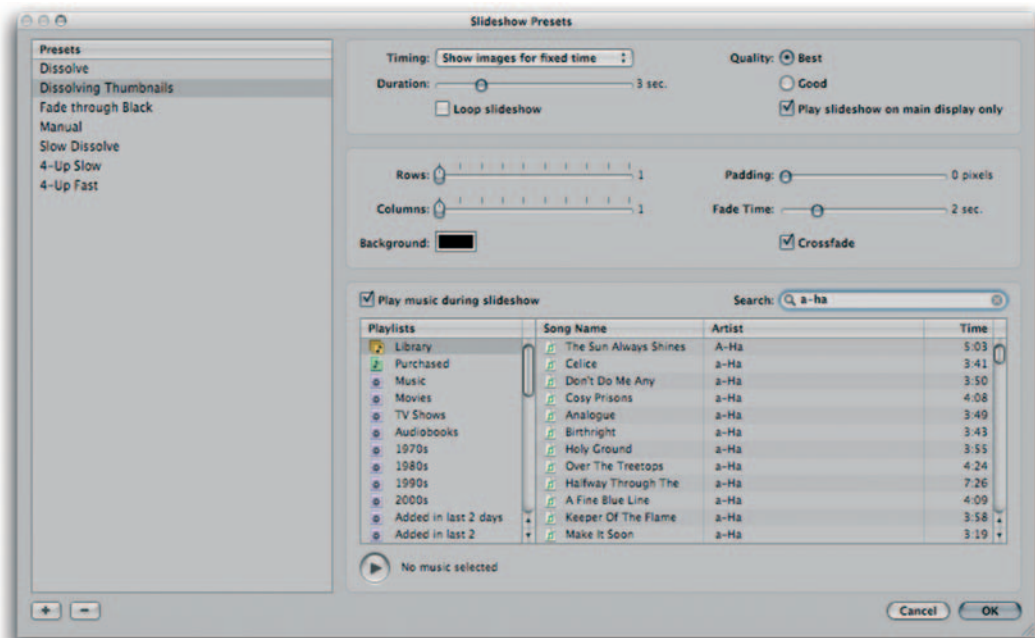 Slideshow Presets
Presets
Dissolve
Dissolving Thumbnails
Fade through Black
Manual
Slow Dissolve
4-Up Slow
4-Up Fast
Timing: Show images for fixed time
Duration: 3 sec.
Loop slideshow
Quality: Best
Good
Play slideshow on main display only
Rows: 1
Columns: 1
Background:
Padding: 0 pixels
Fade Time: 2 sec.
Crossfade
Play music during slideshow
Search: a-ha
Playlists
Library
Purchased
Music
Movies
TV Shows
Audiobooks
1970s
1980s
1990s
2000s
Added in last 2 days
Added in last 2
Song Name Artist Time
The Sun Always Shines A-Ha 5:03
Celice a-Ha 3:41
Don't Do Me Any a-Ha 3:50
Cosy Prisons a-Ha 4:08
Analogue a-Ha 3:49
Birthright a-Ha 3:43
Holy Ground a-Ha 3:55
Over The Treetops a-Ha 4:24
Halfway Through The a-Ha 7:26
A Fine Blue Line a-Ha 4:09
Keeper Of The Flame a-Ha 3:58
Make It Soon a-Ha 3:19
No music selected
+ -
Cancel OK